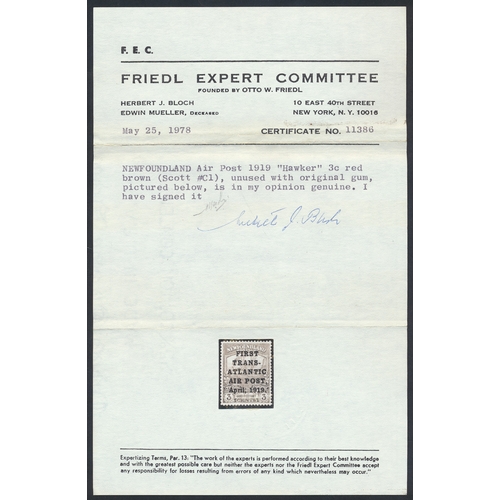 F. E. C.
FRIEDL EXPERT COMMITTEE
FOUNDED BY OTTO W. FRIEDL
HERBERT J. BLOCH 10 EAST 40TH STREET
EDWIN MUELLER, DECEASED NEW YORK, N. Y. 10016
May 25, 1978 CERTIFICATE NO. 11386
NEWFOUNDLAND Air Post 1919 "Hawker" 3c red
brown (Scott #C1), unused with original gum,
pictured below, is in my opinion genuine. I
have signed it
Herbert J Bloch
NEWFOUNDLAND
FIRST
TRANS-
ATLANTIC
AIR POST,
April, 1919.
3 3
Expertizing Terms, Par. 13: "The work of the experts is performed according to their best knowledge
and with the greatest possible care but neither the experts nor the Friedl Expert Committee accept
any responsibility for losses resulting from errors of any kind which nevertheless may occur."